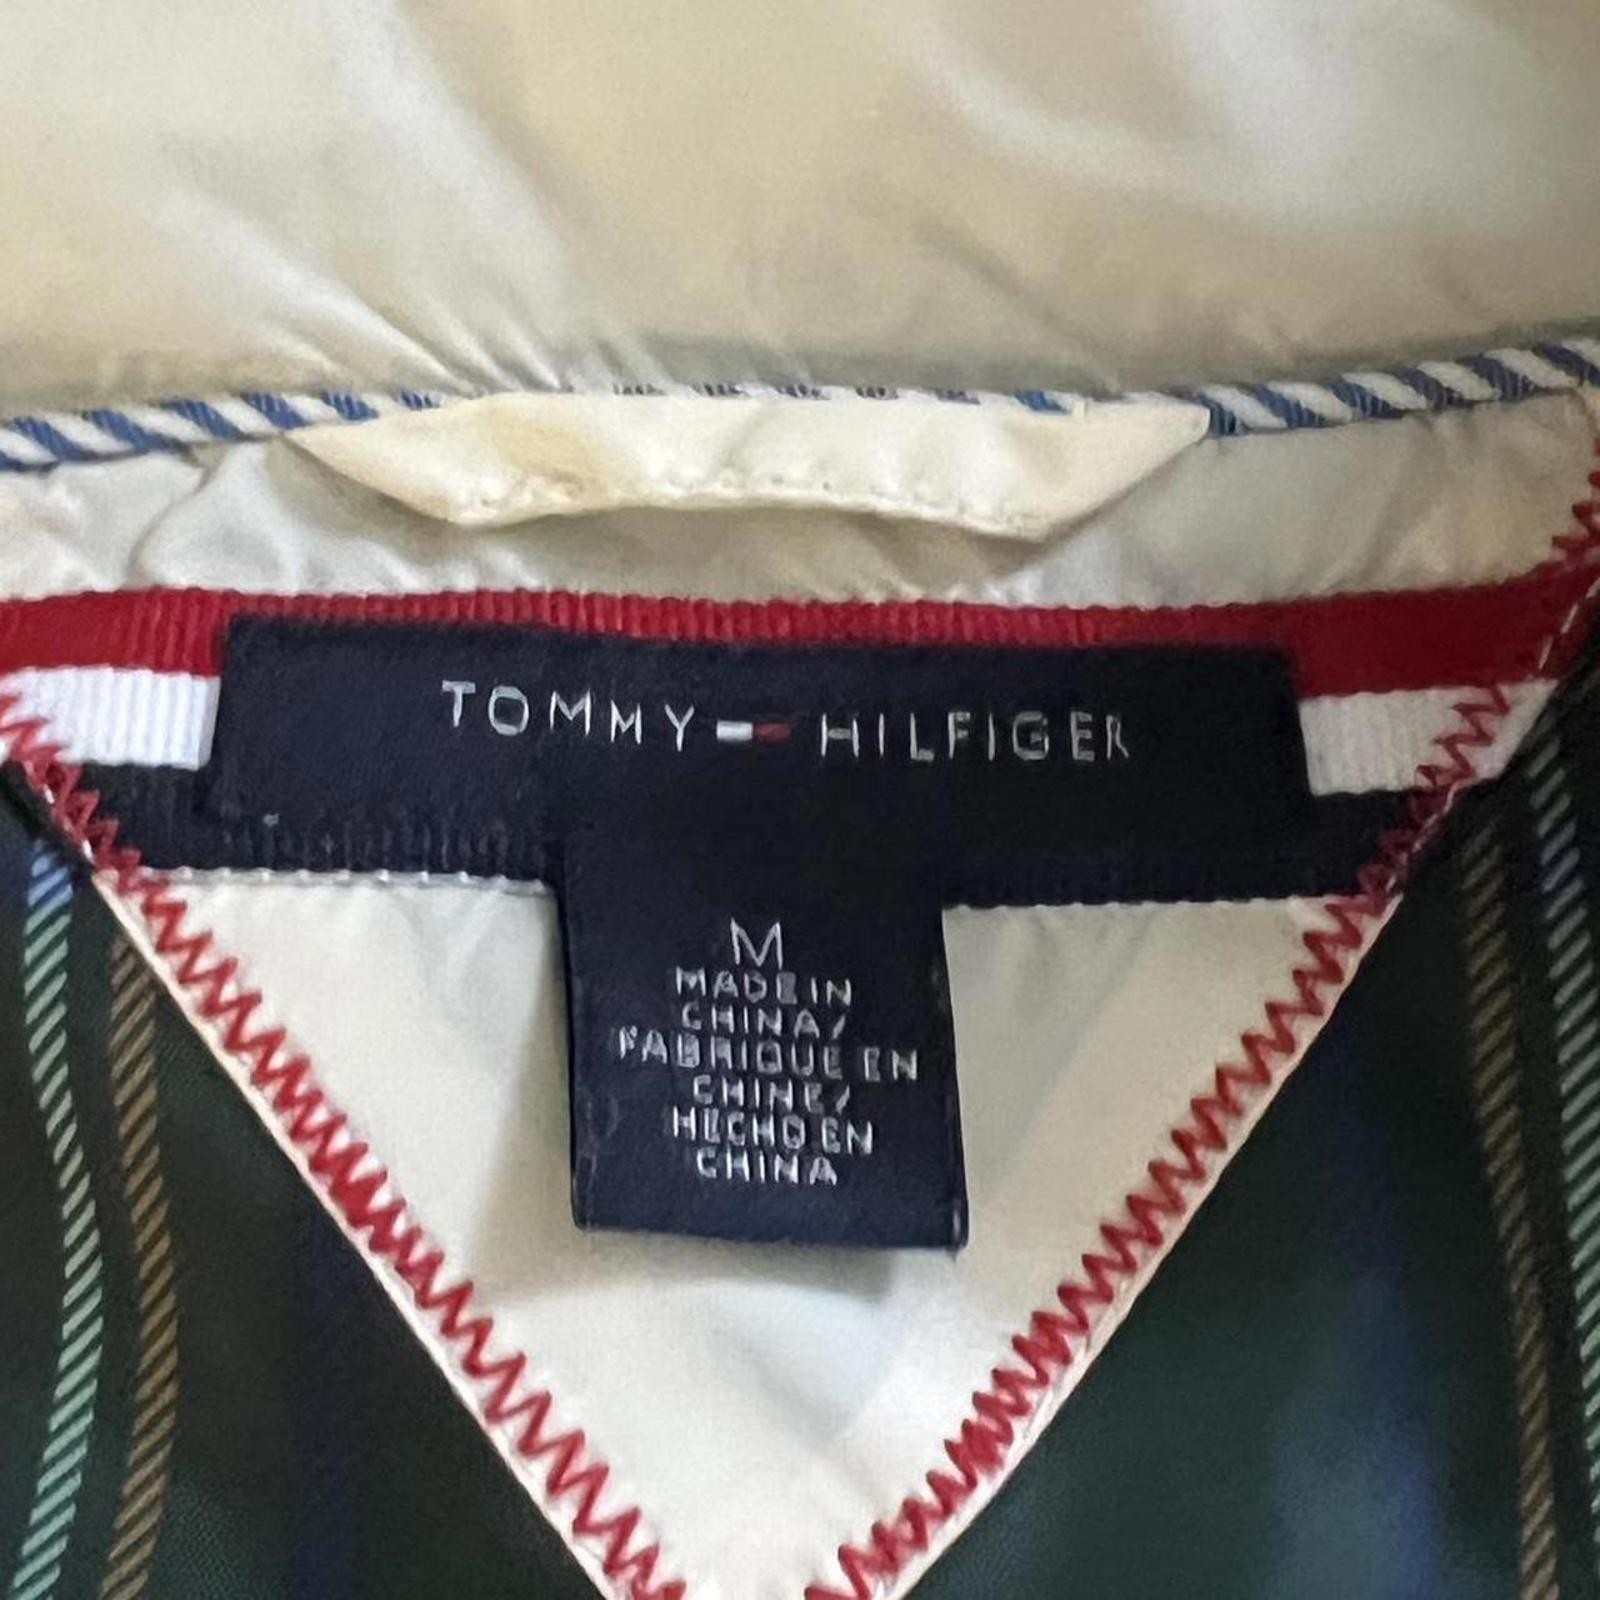 TOMMY HILFIGER
M
MADE IN
CHINA/
FABRIQUE EN
CHINE/
HECHO EN
CHINA